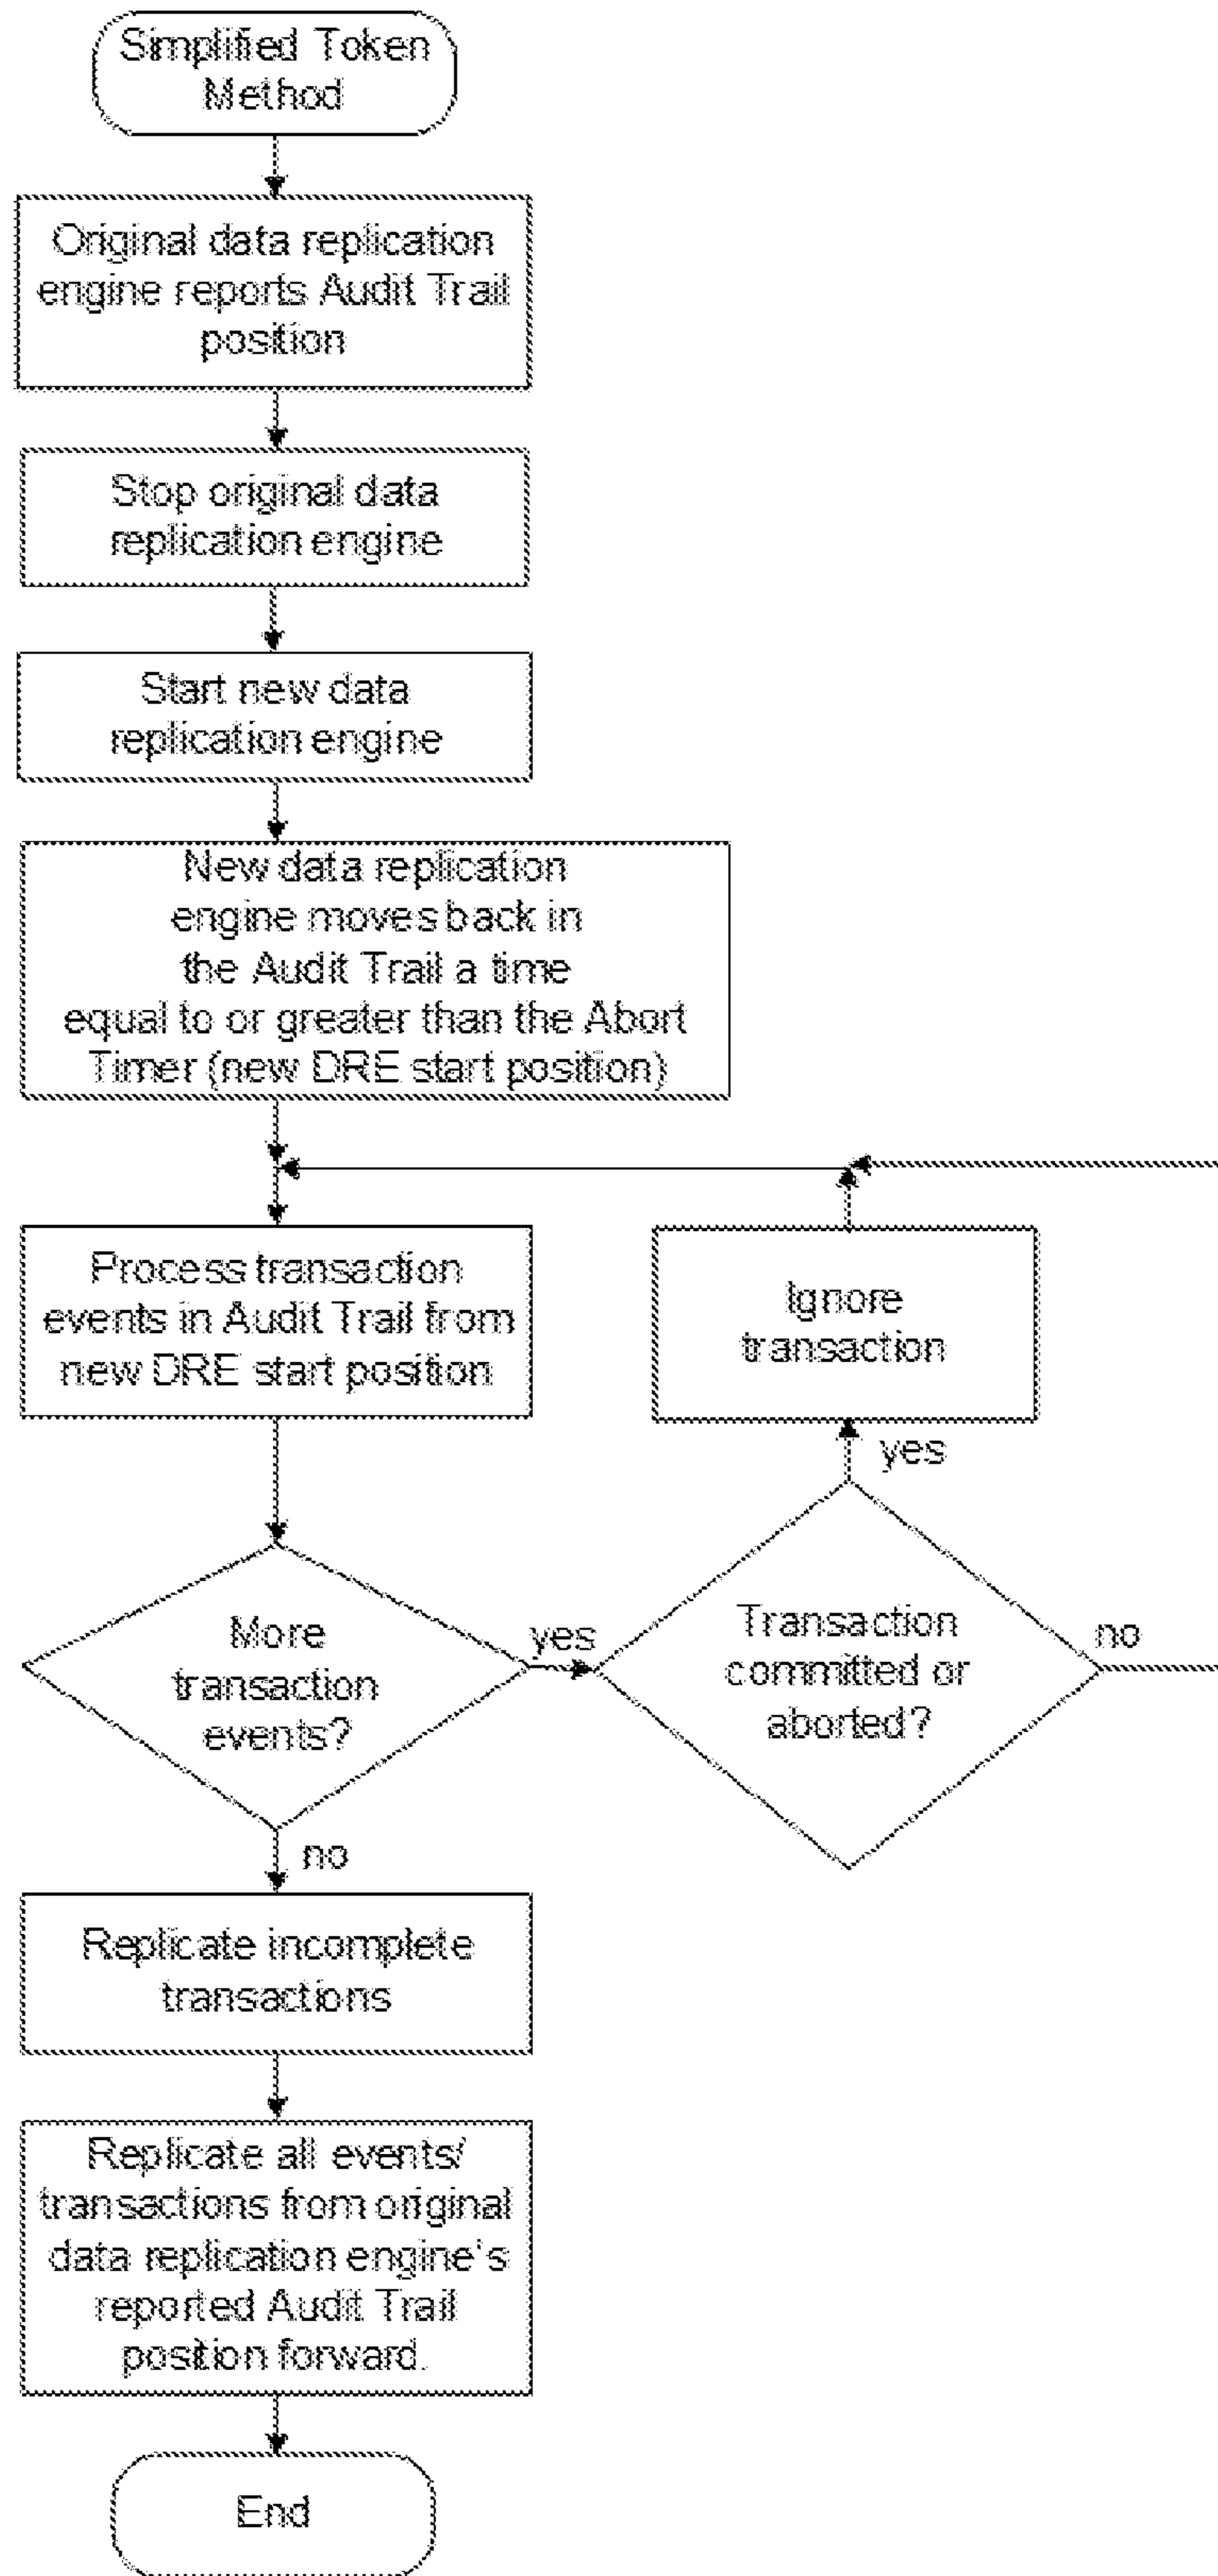 Simplified Token
Method
Original data replication
engine reports Audit Trail
position
Stop original data
replication engine
Start new data
replication engine
New data replication
engine moves back in
the Audit Trail a time
equal to or greater than the Abort
Timer (new DRE start position)
Process transaction
events in Audit Trail from
new DRE start position
Ignore
transaction
yes
More
transaction
events?
yes
Transaction
committed or
aborted?
no
no
Replicate incomplete
transactions
Replicate all events/
transactions from original
data replication engine's
reported Audit Trail
position forward.
End